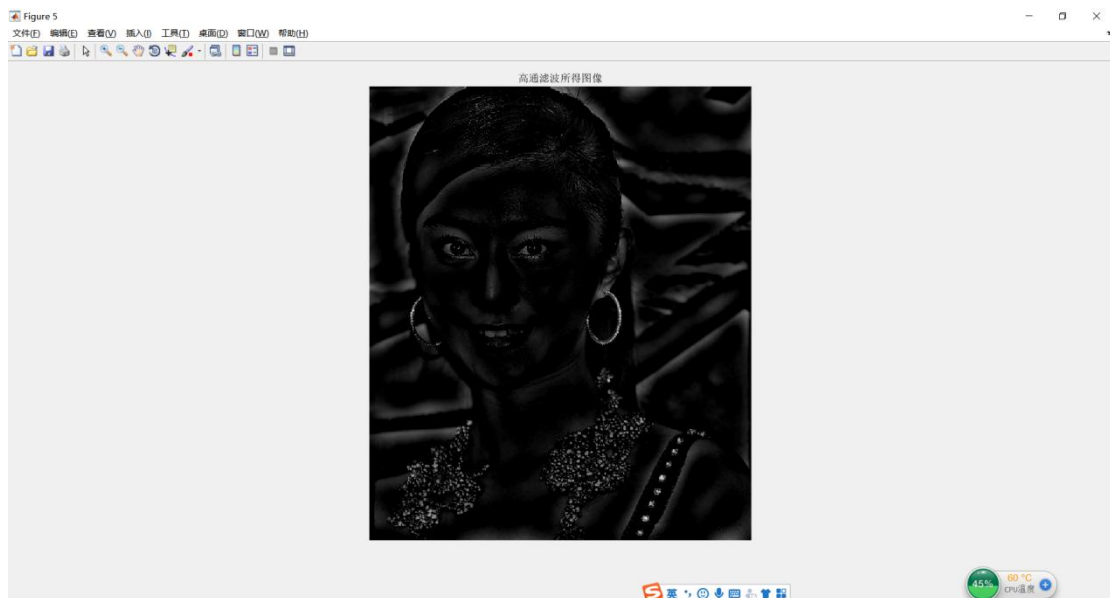 Figure 5
文件(F) 编辑(E) 查看(V) 插入(I) 工具(T) 桌面(D) 窗口(W) 帮助(H)
高通滤波所得图像
英
45%
60 °C
CPU温度